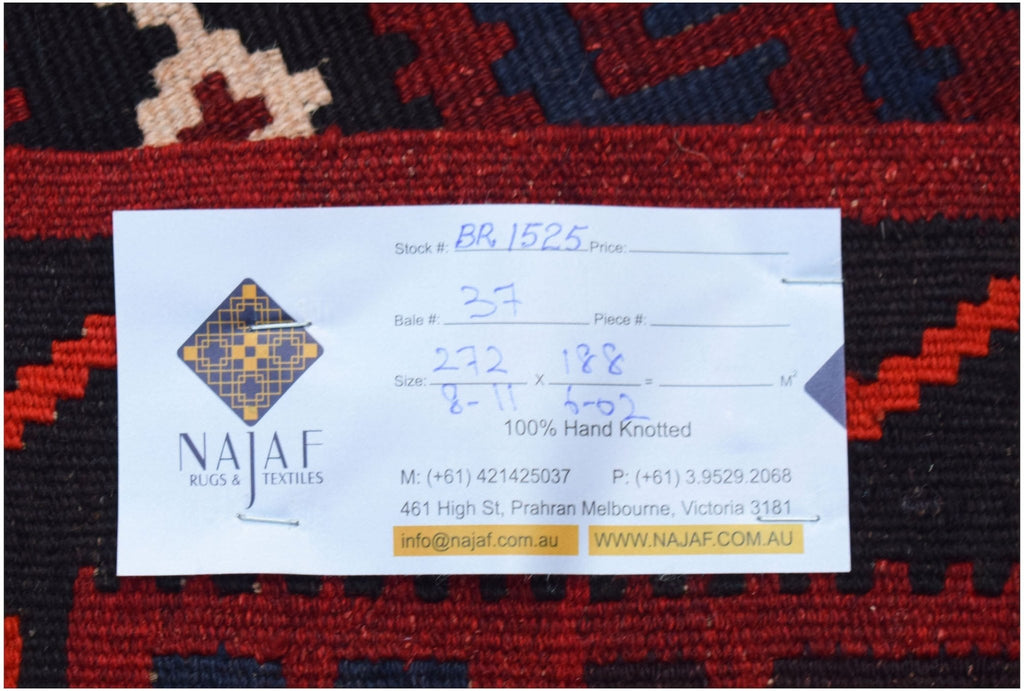 Stock #: BR 1525 Price:
Bale #: 37 Piece #:
Size: 272 X 188 = M²
8-11 6-02
100% Hand Knotted
NAJAF
RUGS & TEXTILES
M: (+61) 421425037 P: (+61) 3.9529.2068
461 High St, Prahran Melbourne, Victoria 3181
info@najaf.com.au WWW.NAJAF.COM.AU